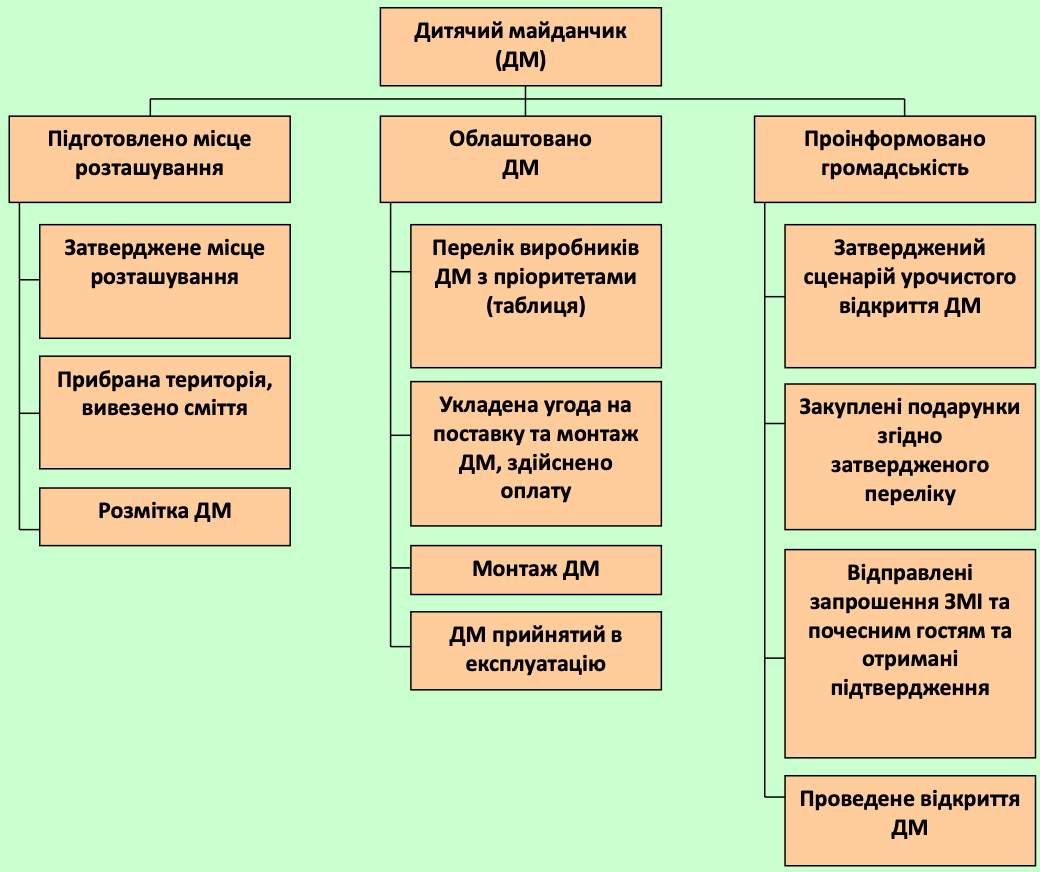 Дитячий майданчик
(ДМ)
Підготовлено місце
розташування
Затверджене місце
розташування
Прибрана територія,
вивезено сміття
Розмітка ДМ
Облаштовано
ДМ
Перелік виробників
ДМ з пріоритетами
(таблиця)
Укладена угода на
поставку та монтаж
ДМ, здійснено
оплату
Монтаж ДМ
ДМ прийнятий в
експлуатацію
Проінформовано
громадськість
Затверджений
сценарій урочистого
відкриття ДМ
Закуплені подарунки
згідно
затвердженого
переліку
Відправлені
запрошення ЗМІ та
почесним гостям та
отримані
підтвердження
Проведене відкриття
ДМ